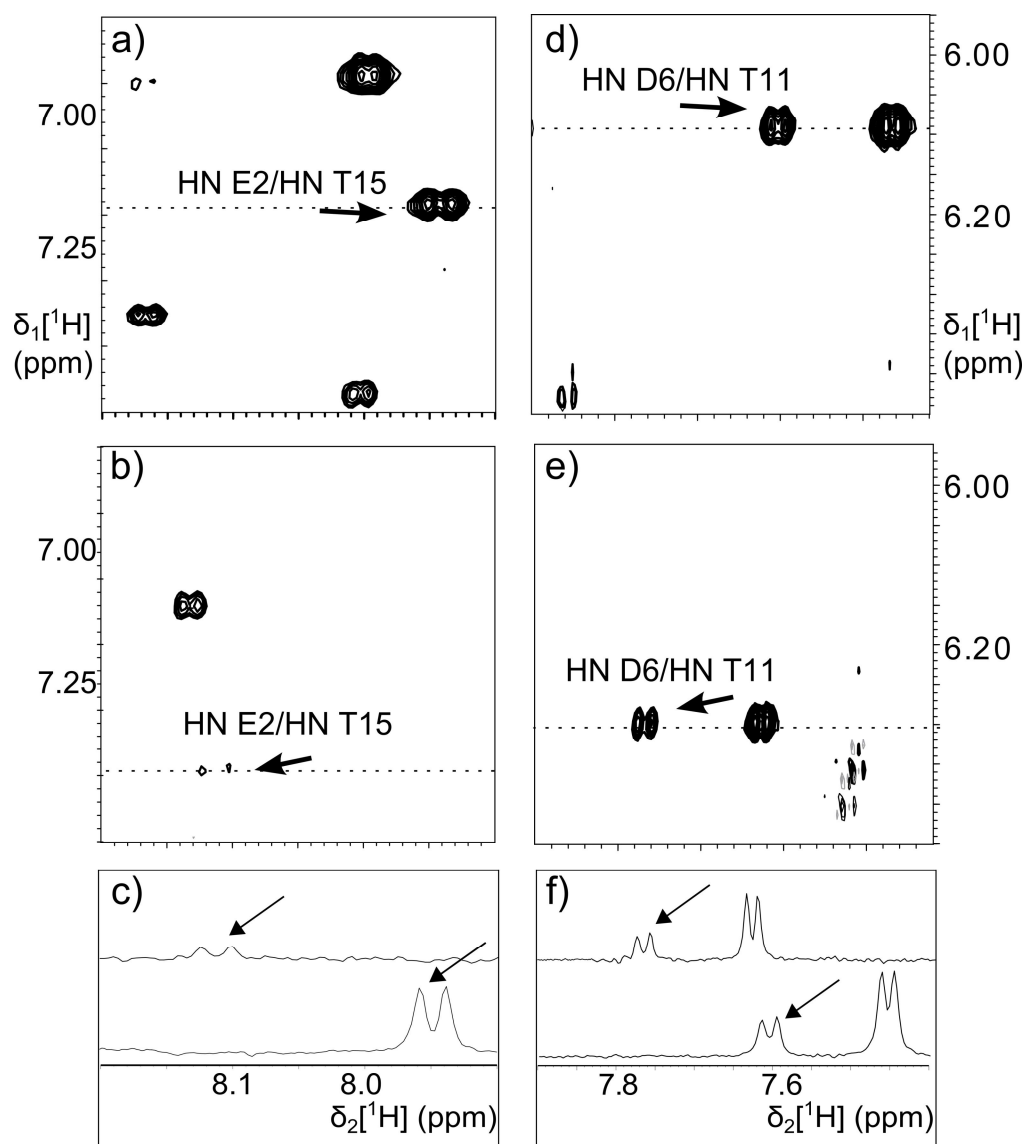 a)
7.00
HN E2/HN T15
7.25
δ₁[¹H]
(ppm)
d)
HN D6/HN T11
6.00
6.20
δ₁[¹H]
(ppm)
b)
7.00
7.25
HN E2/HN T15
e)
6.00
6.20
HN D6/HN T11
c)
8.1 8.0
δ₂[¹H] (ppm)
f)
7.8 7.6
δ₂[¹H] (ppm)